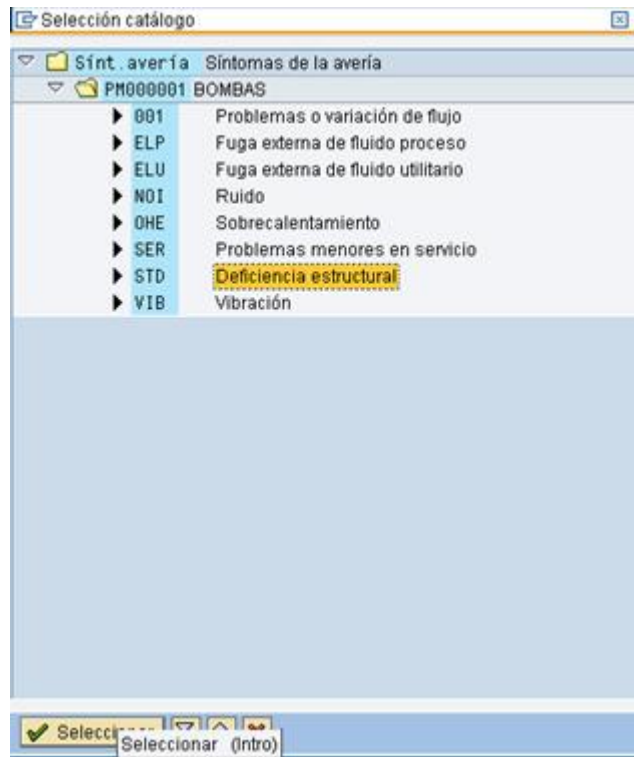 Selección catálogo
Sínt.avería Síntomas de la avería
PM000001 BOMBAS
001 Problemas o variación de flujo
ELP Fuga externa de fluido proceso
ELU Fuga externa de fluido utilitario
NOI Ruido
OHE Sobrecalentamiento
SER Problemas menores en servicio
STD Deficiencia estructural
VIB Vibración
Seleccionar (Intro)